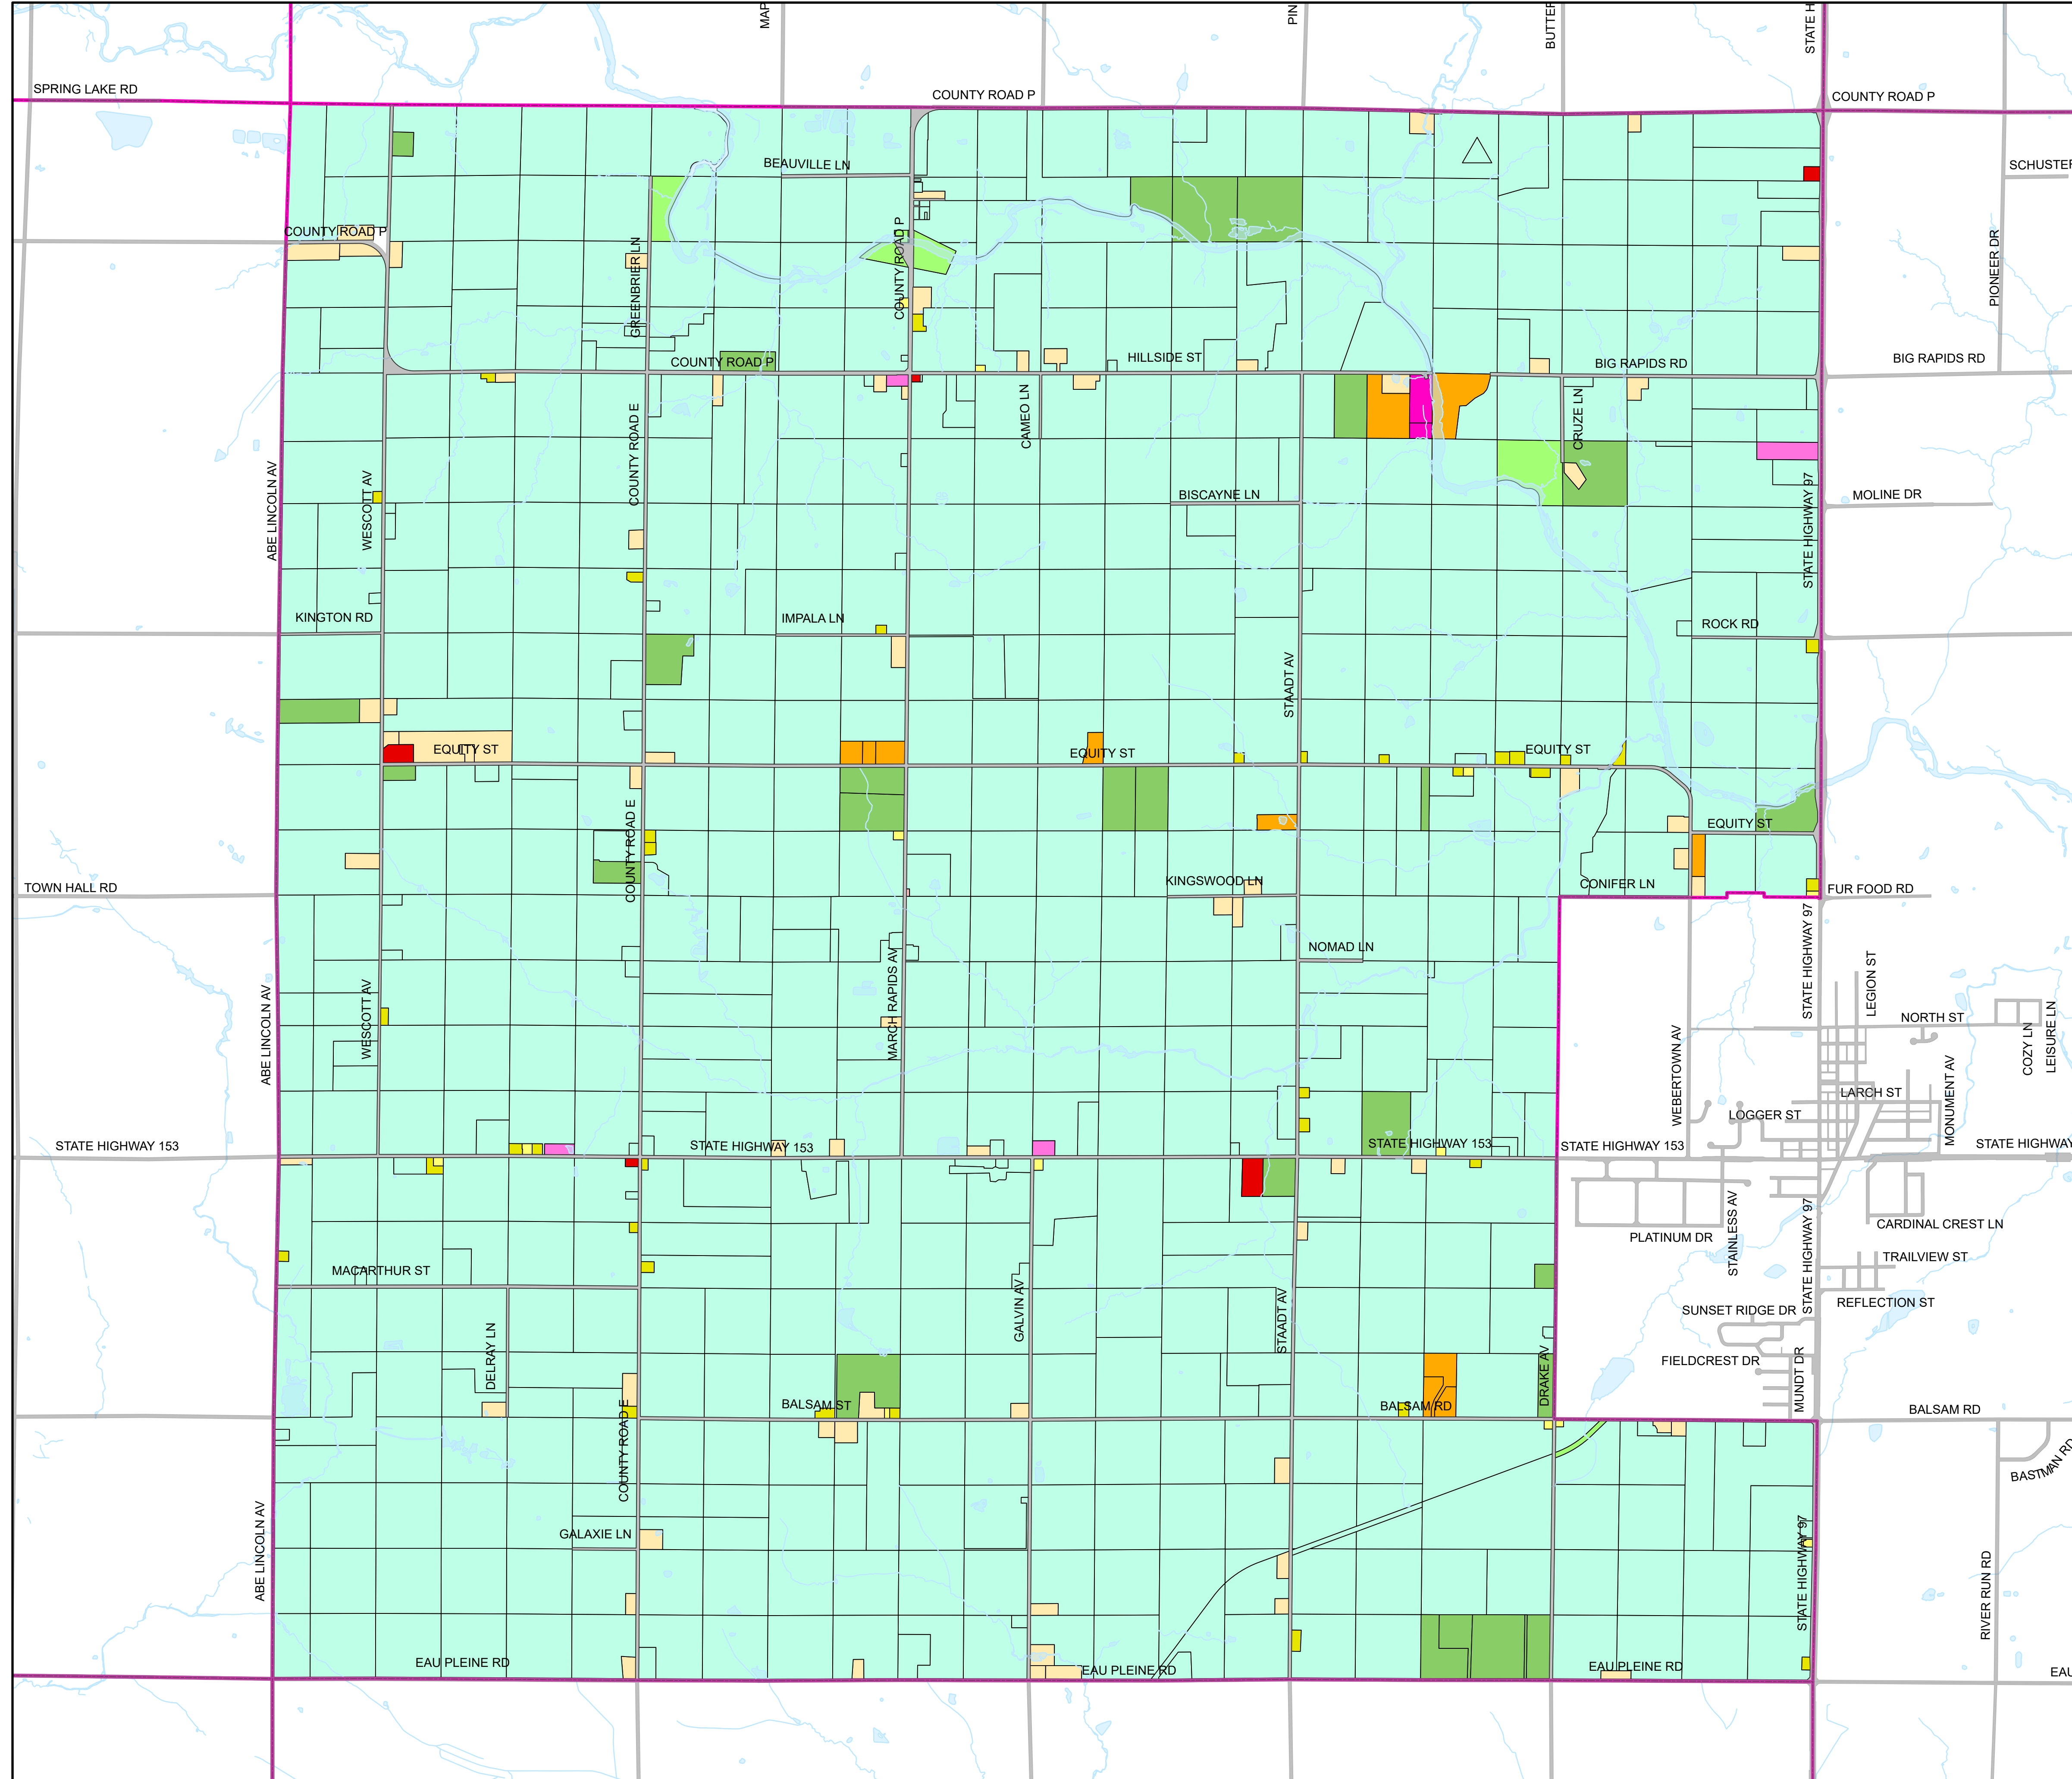 MAP
PIN
BUTTER
STATE H
SPRING LAKE RD
COUNTY ROAD P
COUNTY ROAD P
BEAUVILLE LN
SCHUSTER
COUNTY ROAD P
GREENBRIER LN
COUNTY ROAD P
PIONEER DR
COUNTY ROAD P
HILLSIDE ST
BIG RAPIDS RD
BIG RAPIDS RD
CAMEO LN
CRUZE LN
COUNTY ROAD E
ABE LINCOLN AV
WESCOTT AV
BISCAYNE LN
MOLINE DR
STATE HIGHWAY 97
KINGTON RD
IMPALA LN
ROCK RD
STAADT AV
EQUITY ST
EQUITY ST
EQUITY ST
COUNTY ROAD E
EQUITY ST
TOWN HALL RD
KINGSWOOD LN
CONIFER LN
FUR FOOD RD
NOMAD LN
STATE HIGHWAY 97
LEGION ST
MARCH RAPIDS AV
WESCOTT AV
ABE LINCOLN AV
NORTH ST
COZY LN
LEISURE LN
WEBERTOWN AV
LARCH ST
MONUMENT AV
LOGGER ST
STATE HIGHWAY 153
STATE HIGHWAY 153
STATE HIGHWAY 153
STATE HIGHWAY 153
STATE HIGHWAY
CARDINAL CREST LN
PLATINUM DR
STAINLESS AV
STATE HIGHWAY 97
TRAILVIEW ST
MACARTHUR ST
GALVIN AV
STAADT AV
REFLECTION ST
SUNSET RIDGE DR
DELRAY LN
FIELDCREST DR
MUNDT DR
DRAKE AV
BALSAM ST
BALSAM RD
BALSAM RD
COUNTY ROAD E
BASTMAN RD
ABE LINCOLN AV
GALAXIE LN
STATE HIGHWAY 97
RIVER RUN RD
EAU PLEINE RD
EAU PLEINE RD
EAU PLEINE RD
EAU